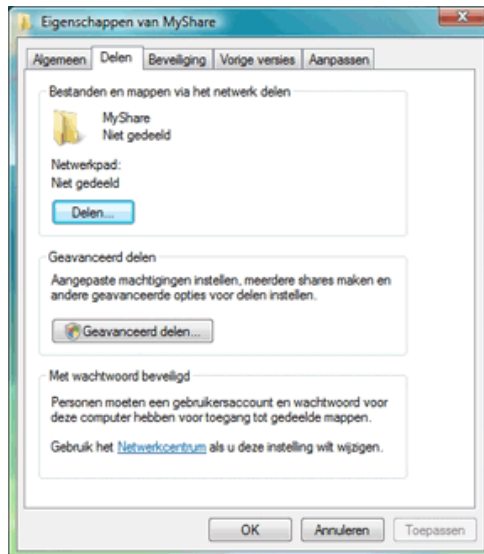 Eigenschappen van MyShare
Algemeen Delen Beveiliging Vorige versies Aanpassen
Bestanden en mappen via het netwerk delen
MyShare
Niet gedeeld
Netwerkpad:
Niet gedeeld
Delen...
Geavanceerd delen
Aangepaste machtigingen instellen, meerdere shares maken en
andere geavanceerde opties voor delen instellen.
Geavanceerd delen...
Met wachtwoord beveiligd
Personen moeten een gebruikersaccount en wachtwoord voor
deze computer hebben voor toegang tot gedeelde mappen.
Gebruik het Netwerkcentrum als u deze instelling wilt wijzigen.
OK Annuleren Toepassen